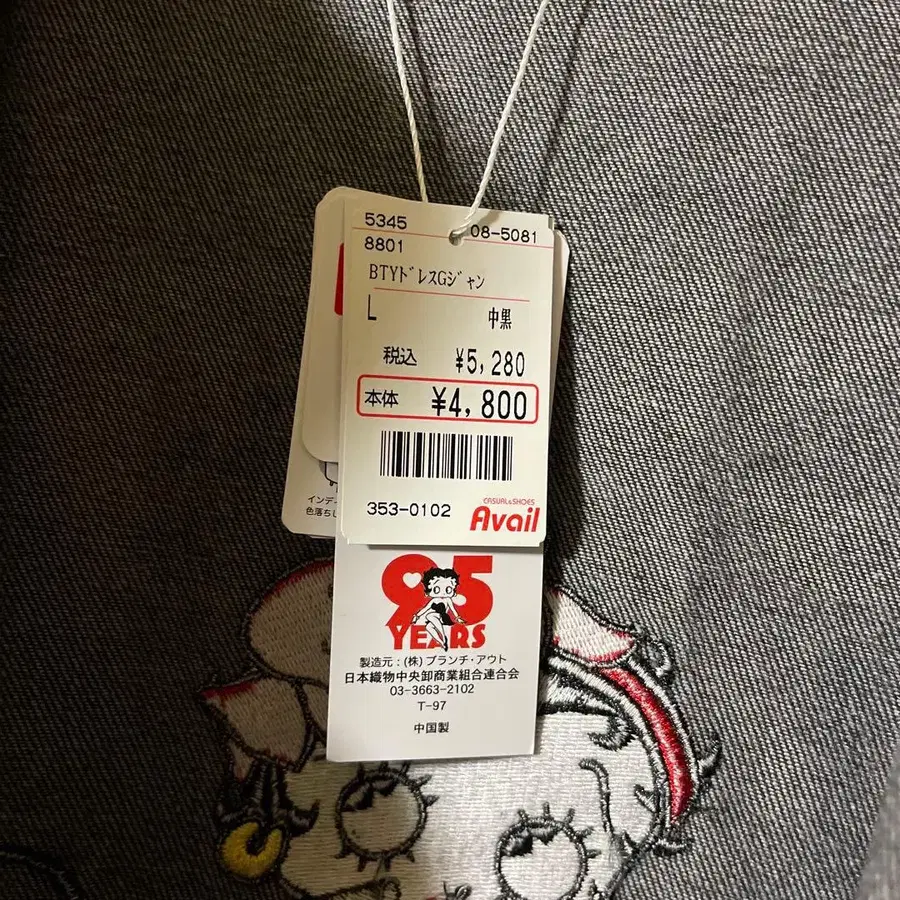 5345
08-5081
8801
BTYドレスGジャン
L 中黒
税込 ¥5,280
本体 ¥4,800
353-0102
CASUAL&SHOES
Avail
インデ
色落ちし
95
YEARS
製造元：(株)ブランチ・アウト
日本織物中央卸商業組合連合会
03-3663-2102
T-97
中国製